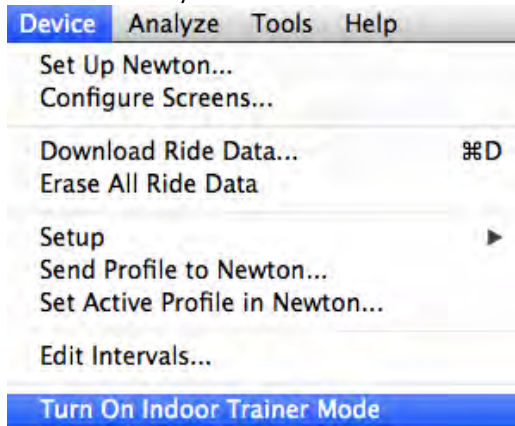 Device Analyze Tools Help
Set Up Newton...
Configure Screens...
Download Ride Data... ⌘D
Erase All Ride Data
Setup ▶
Send Profile to Newton...
Set Active Profile in Newton...
Edit Intervals...
Turn On Indoor Trainer Mode